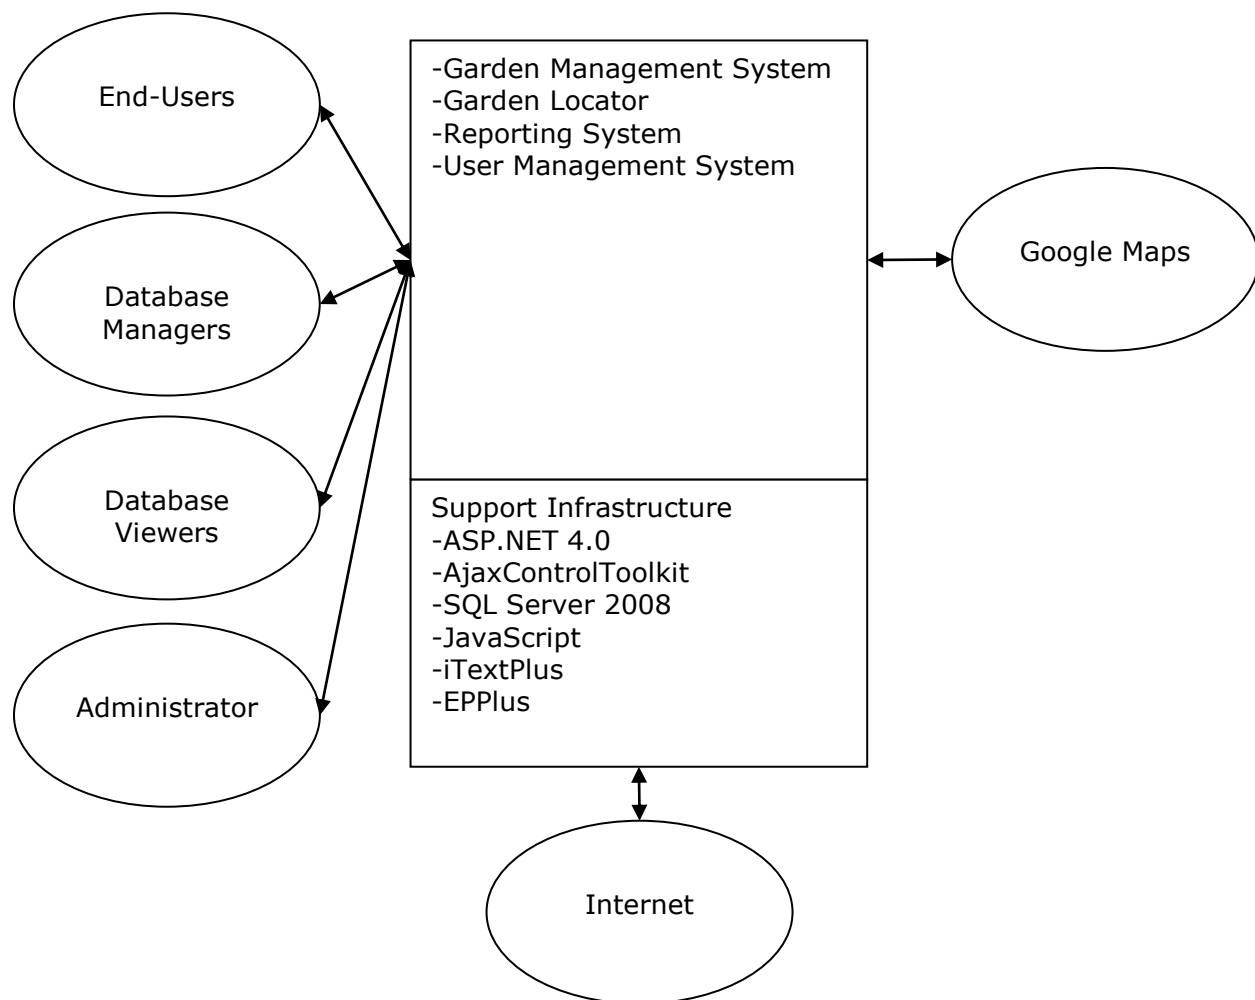 End-Users
Database
Managers
Database
Viewers
Administrator
-Garden Management System
-Garden Locator
-Reporting System
-User Management System
Support Infrastructure
-ASP.NET 4.0
-AjaxControlToolkit
-SQL Server 2008
-JavaScript
-iTextPlus
-EPPlus
Google Maps
Internet